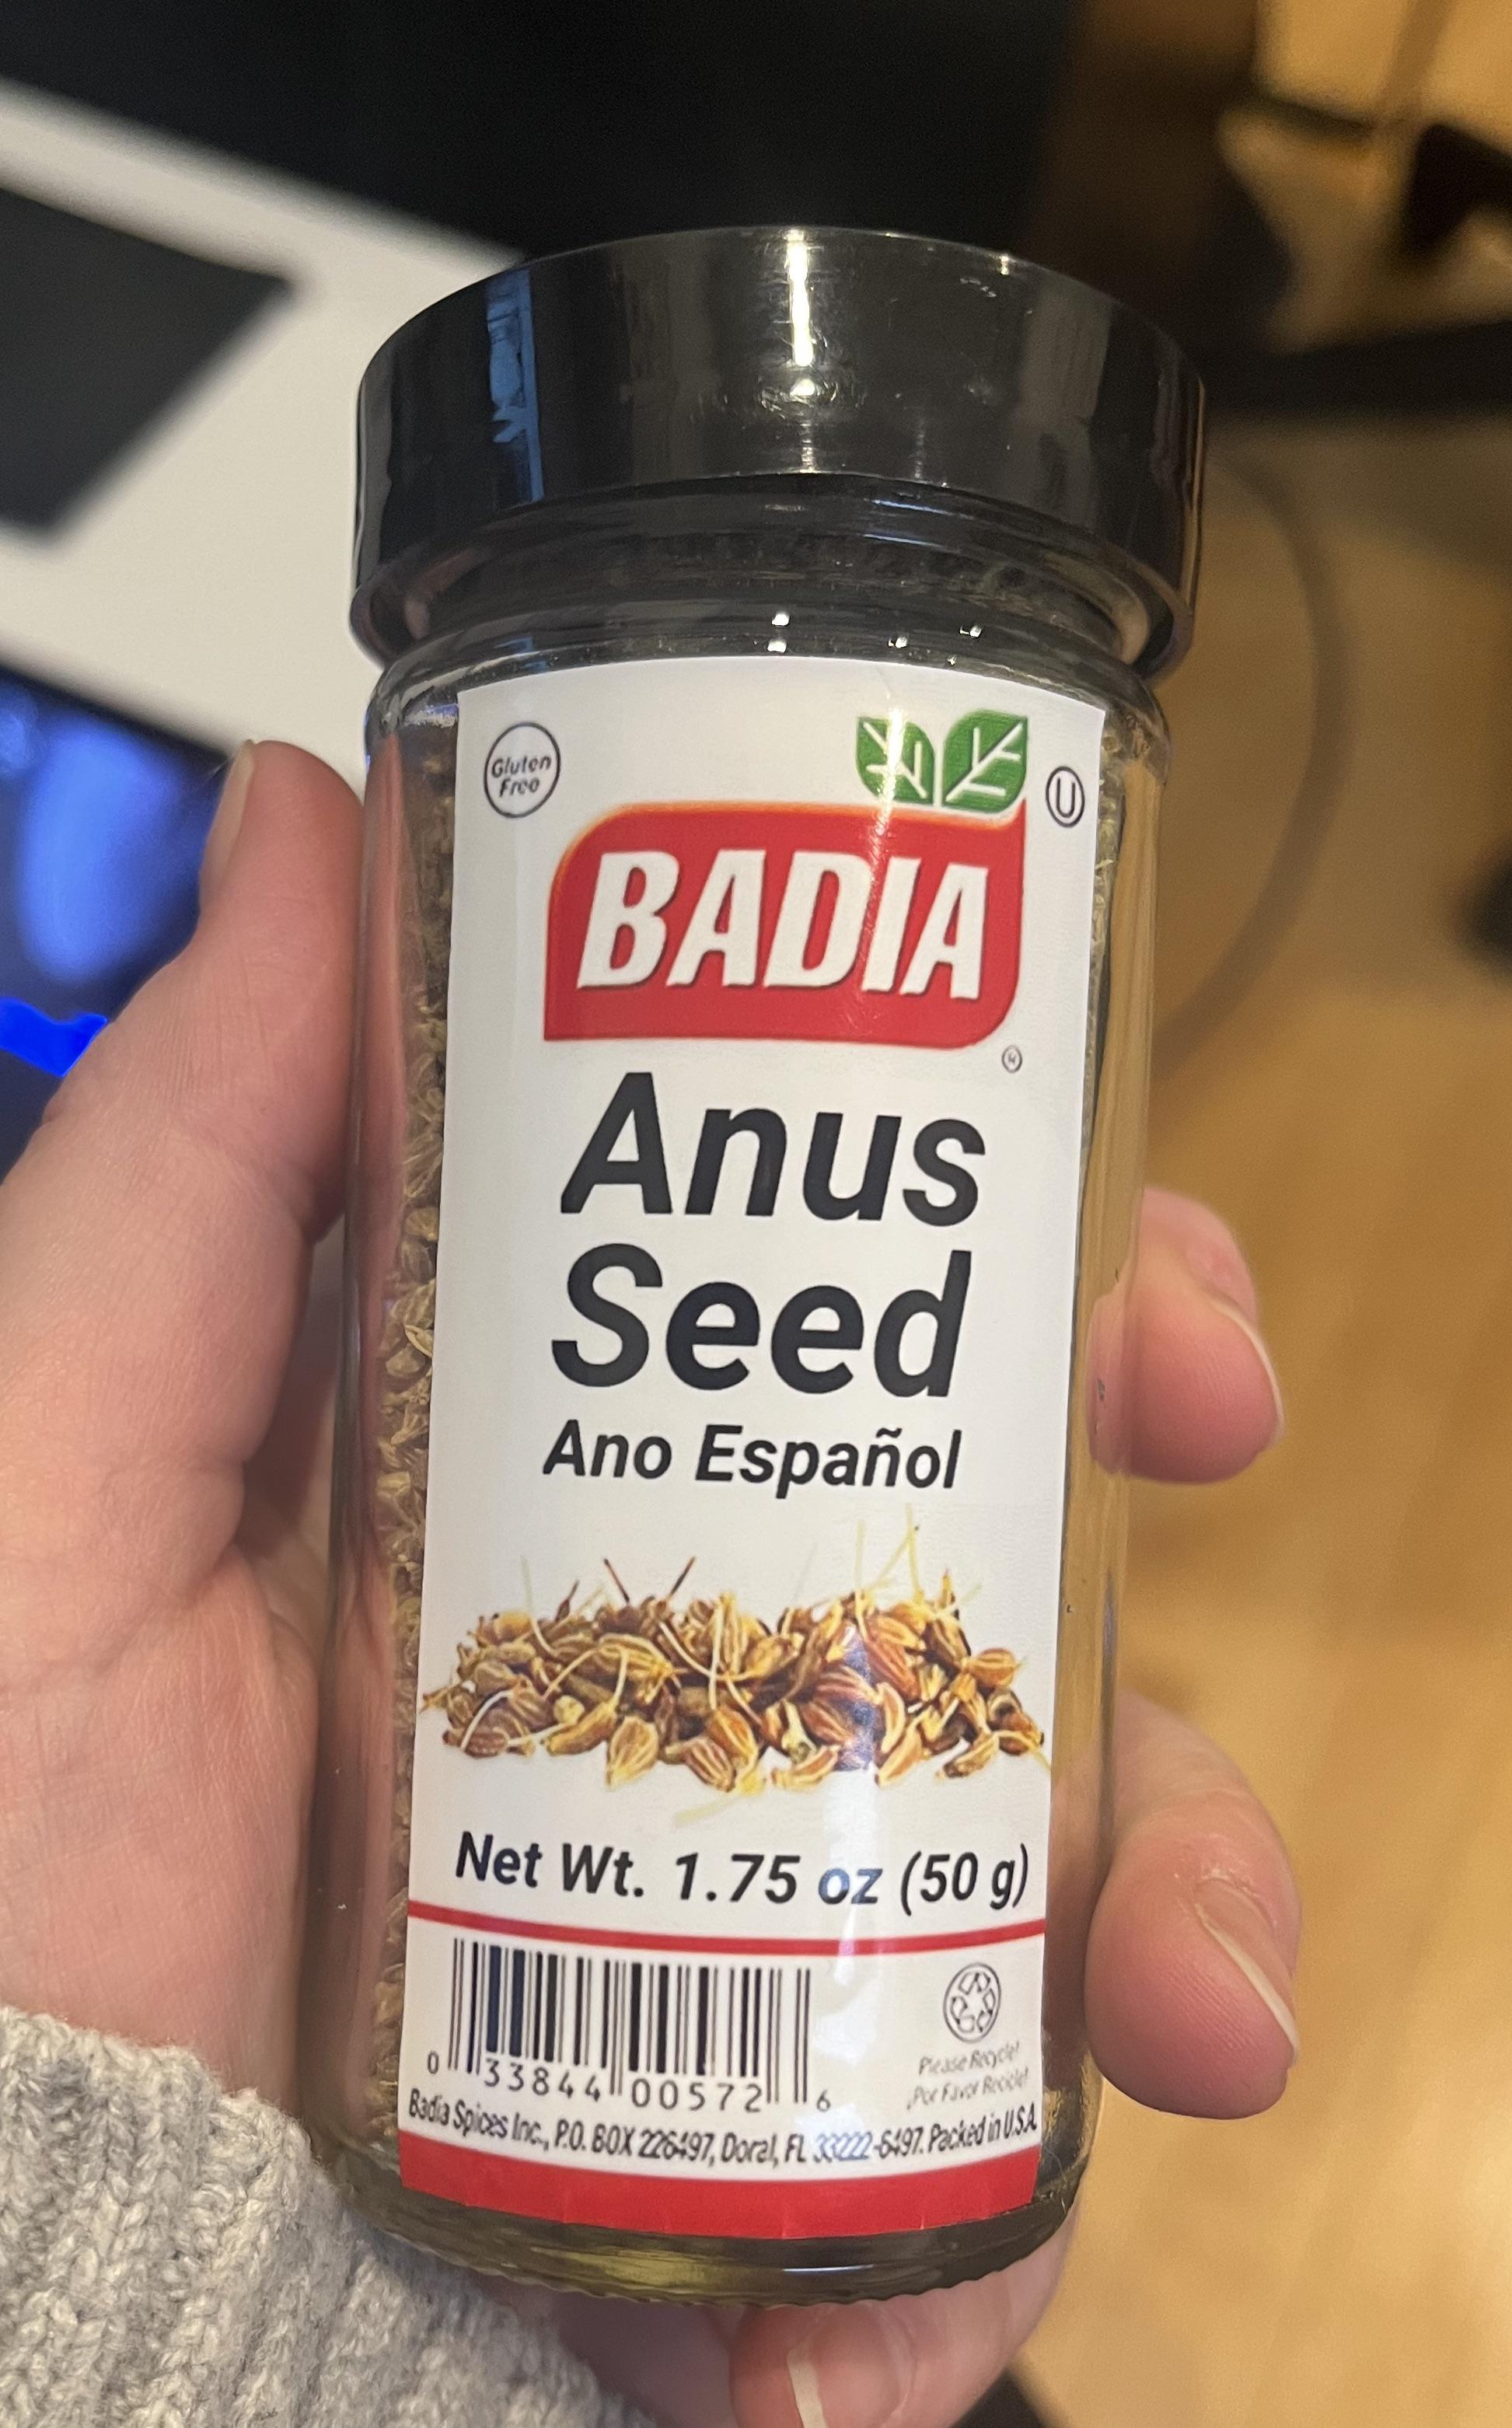 Gluten
Free
U
BADIA
®
Anus
Seed
Ano Español
Net Wt. 1.75 oz (50 g)
0 33844 00572 6
Please Recycle!
¡Por Favor Recicle!
Badia Spices Inc., P.O. BOX 226497, Doral, FL 33222-6497. Packed in U.S.A.